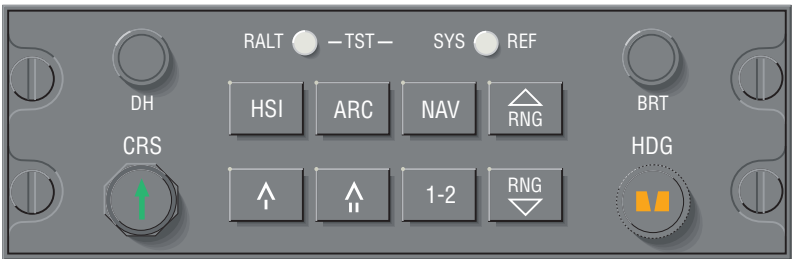 RALT –TST– SYS REF
DH
BRT
HSI ARC NAV RNG
CRS
HDG
1-2 RNG